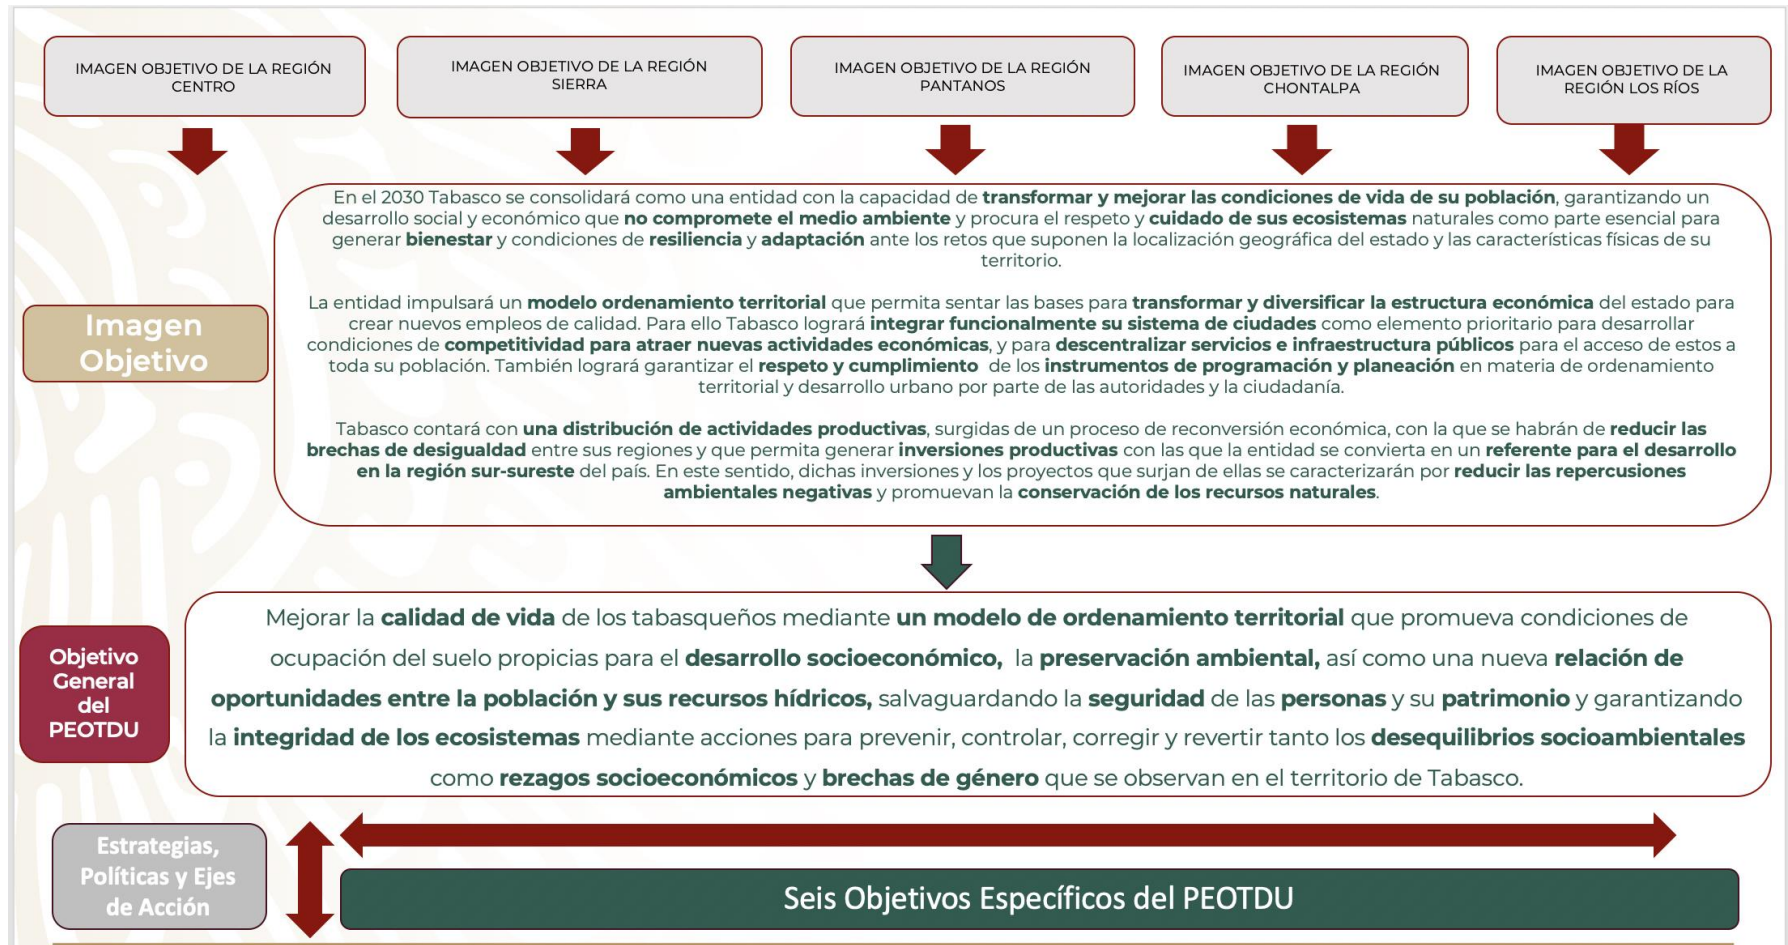 IMAGEN OBJETIVO DE LA REGIÓN
CENTRO
IMAGEN OBJETIVO DE LA REGIÓN
SIERRA
IMAGEN OBJETIVO DE LA REGIÓN
PANTANOS
IMAGEN OBJETIVO DE LA REGIÓN
CHONTALPA
IMAGEN OBJETIVO DE LA
REGIÓN LOS RÍOS
Imagen
Objetivo
En el 2030 Tabasco se consolidará como una entidad con la capacidad de transformar y mejorar las condiciones de vida de su población, garantizando un
desarrollo social y económico que no compromete el medio ambiente y procura el respeto y cuidado de sus ecosistemas naturales como parte esencial para
generar bienestar y condiciones de resiliencia y adaptación ante los retos que suponen la localización geográfica del estado y las características físicas de su
territorio.
La entidad impulsará un modelo ordenamiento territorial que permita sentar las bases para transformar y diversificar la estructura económica del estado para
crear nuevos empleos de calidad. Para ello Tabasco logrará integrar funcionalmente su sistema de ciudades como elemento prioritario para desarrollar
condiciones de competitividad para atraer nuevas actividades económicas, y para descentralizar servicios e infraestructura públicos para el acceso de estos a
toda su población. También logrará garantizar el respeto y cumplimiento de los instrumentos de programación y planeación en materia de ordenamiento
territorial y desarrollo urbano por parte de las autoridades y la ciudadanía.
Tabasco contará con una distribución de actividades productivas, surgidas de un proceso de reconversión económica, con la que se habrán de reducir las
brechas de desigualdad entre sus regiones y que permita generar inversiones productivas con las que la entidad se convierta en un referente para el desarrollo
en la región sur-sureste del país. En este sentido, dichas inversiones y los proyectos que surjan de ellas se caracterizarán por reducir las repercusiones
ambientales negativas y promuevan la conservación de los recursos naturales.
Objetivo
General
del
PEOTDU
Mejorar la calidad de vida de los tabasqueños mediante un modelo de ordenamiento territorial que promueva condiciones de
ocupación del suelo propicias para el desarrollo socioeconómico, la preservación ambiental, así como una nueva relación de
oportunidades entre la población y sus recursos hídricos, salvaguardando la seguridad de las personas y su patrimonio y garantizando
la integridad de los ecosistemas mediante acciones para prevenir, controlar, corregir y revertir tanto los desequilibrios socioambientales
como rezagos socioeconómicos y brechas de género que se observan en el territorio de Tabasco.
Estrategias,
Políticas y Ejes
de Acción
Seis Objetivos Específicos del PEOTDU